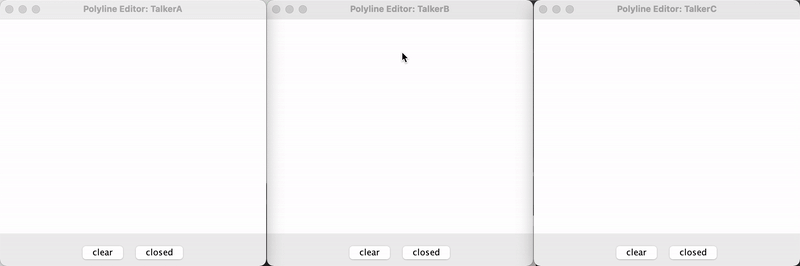 Polyline Editor: TalkerA
clear closed
Polyline Editor: TalkerB
clear closed
Polyline Editor: TalkerC
clear closed